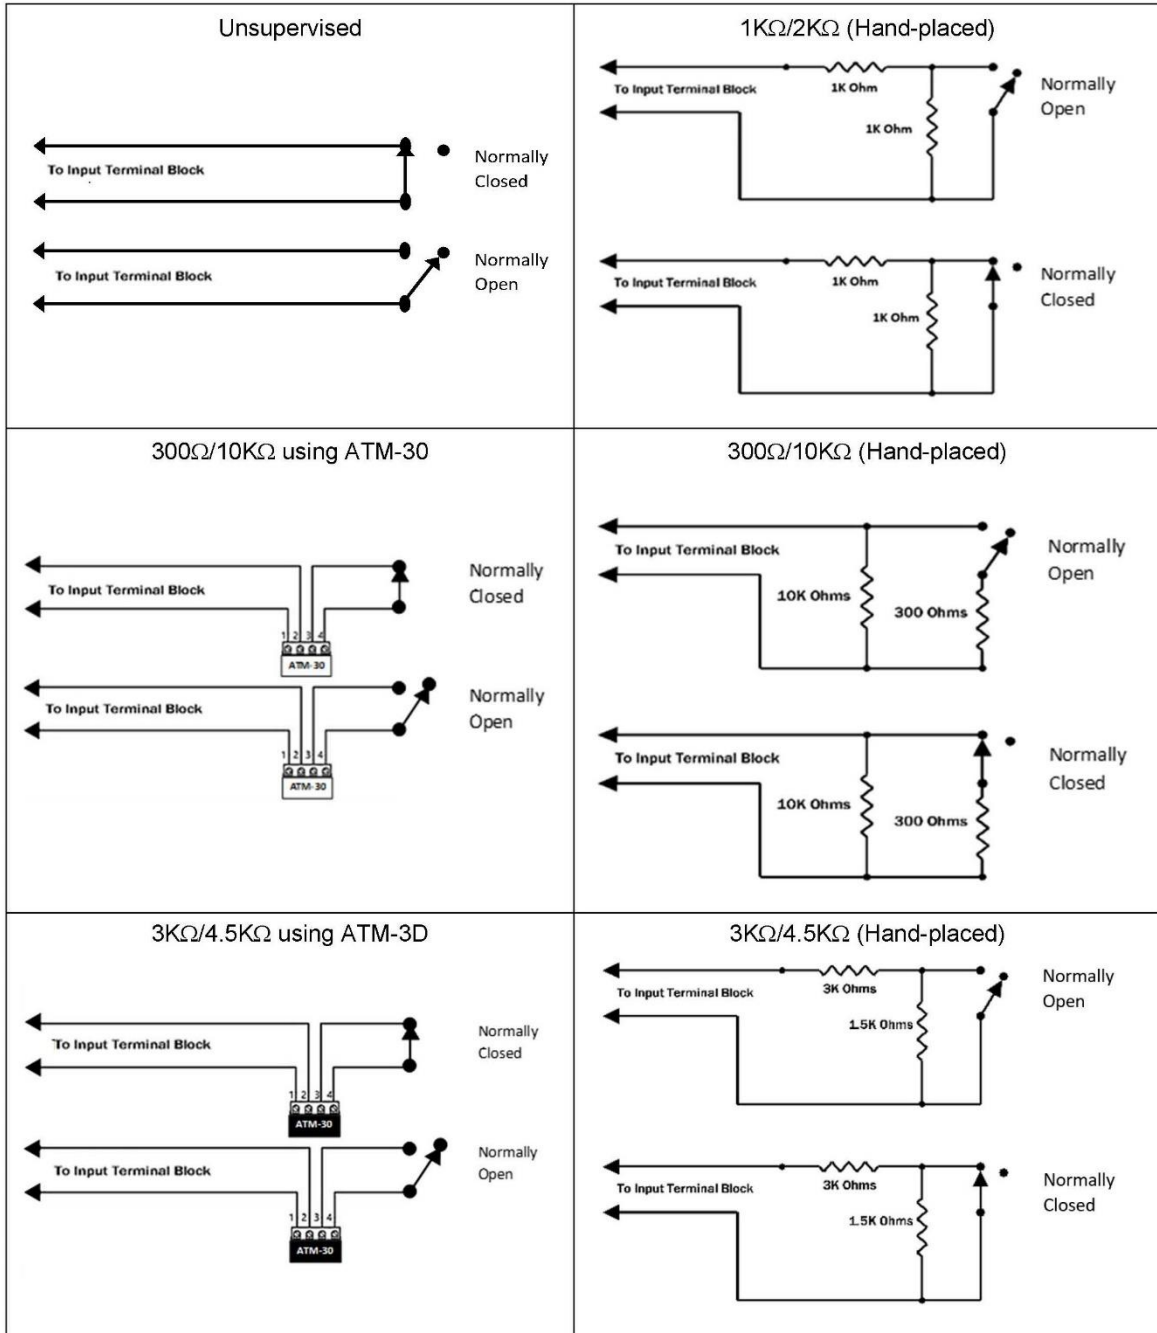 Unsupervised
To Input Terminal Block
Normally
Closed
To Input Terminal Block
Normally
Open
1KΩ/2KΩ (Hand-placed)
To Input Terminal Block
1K Ohm
1K Ohm
Normally
Open
To Input Terminal Block
1K Ohm
1K Ohm
Normally
Closed
300Ω/10KΩ using ATM-30
To Input Terminal Block
1 2 3 4
ATM-30
Normally
Closed
To Input Terminal Block
1 2 3 4
ATM-30
Normally
Open
300Ω/10KΩ (Hand-placed)
To Input Terminal Block
10K Ohms
300 Ohms
Normally
Open
To Input Terminal Block
10K Ohms
300 Ohms
Normally
Closed
3KΩ/4.5KΩ using ATM-3D
To Input Terminal Block
1 2 3 4
ATM-30
Normally
Closed
To Input Terminal Block
1 2 3 4
ATM-30
Normally
Open
3KΩ/4.5KΩ (Hand-placed)
To Input Terminal Block
3K Ohms
1.5K Ohms
Normally
Open
To Input Terminal Block
3K Ohms
1.5K Ohms
Normally
Closed